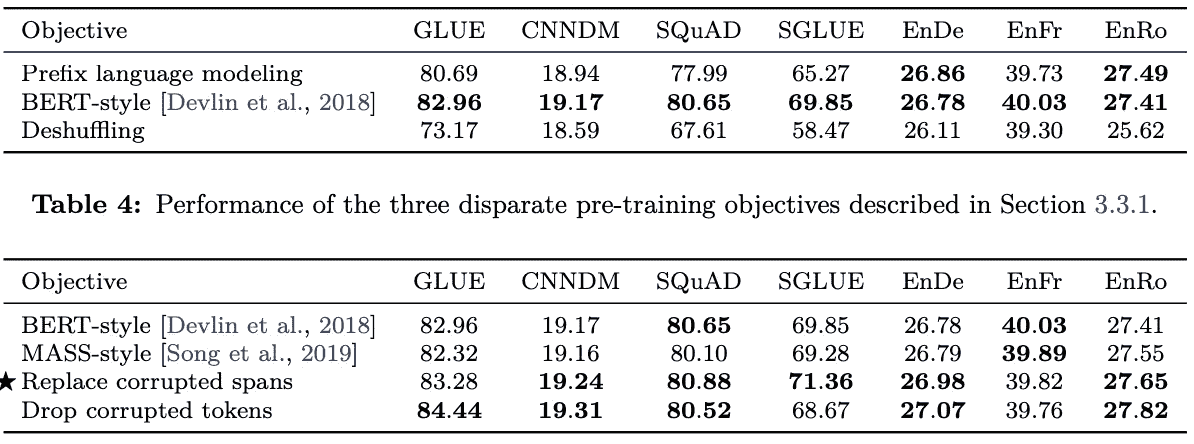 Objective GLUE CNNDM SQuAD SGLUE EnDe EnFr EnRo
Prefix language modeling 80.69 18.94 77.99 65.27 26.86 39.73 27.49
BERT-style [Devlin et al., 2018] 82.96 19.17 80.65 69.85 26.78 40.03 27.41
Deshuffling 73.17 18.59 67.61 58.47 26.11 39.30 25.62
Table 4: Performance of the three disparate pre-training objectives described in Section 3.3.1.
Objective GLUE CNNDM SQuAD SGLUE EnDe EnFr EnRo
BERT-style [Devlin et al., 2018] 82.96 19.17 80.65 69.85 26.78 40.03 27.41
MASS-style [Song et al., 2019] 82.32 19.16 80.10 69.28 26.79 39.89 27.55
★ Replace corrupted spans 83.28 19.24 80.88 71.36 26.98 39.82 27.65
Drop corrupted tokens 84.44 19.31 80.52 68.67 27.07 39.76 27.82